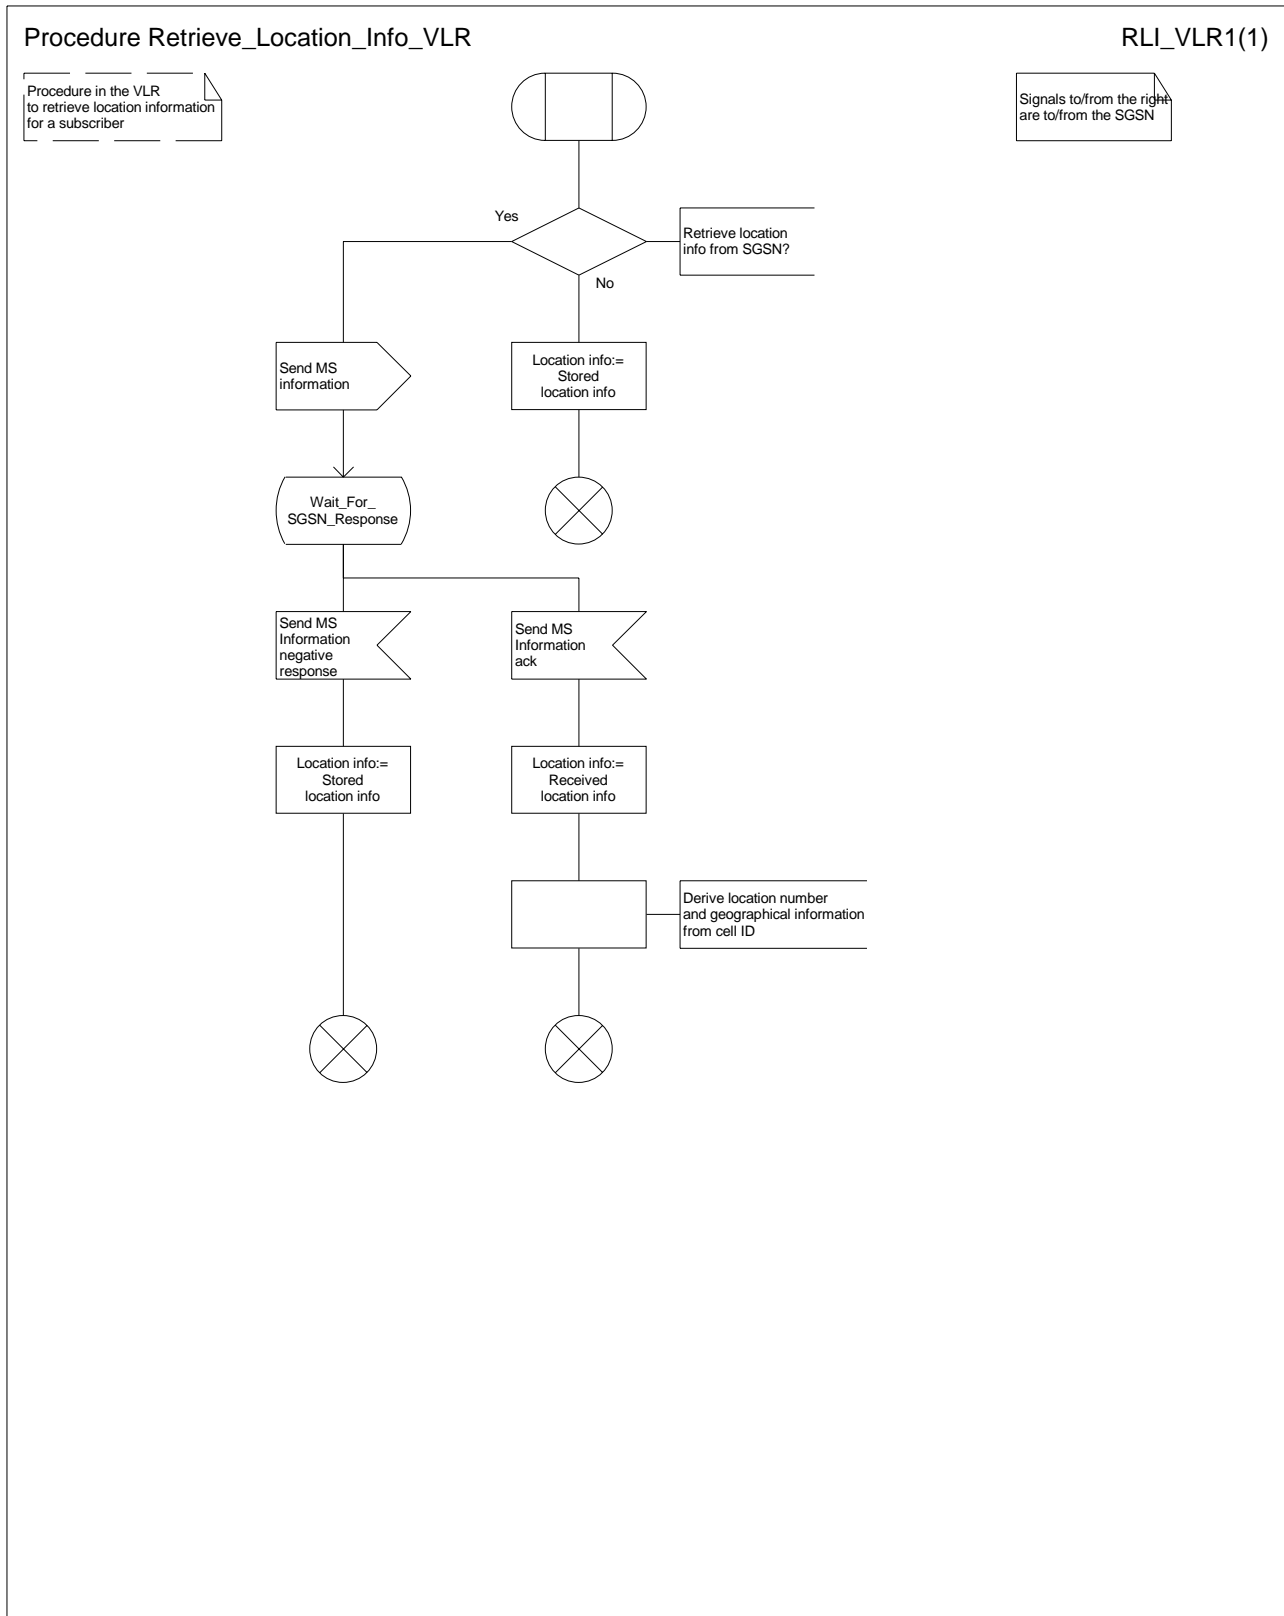 Procedure Retrieve_Location_Info_VLR
RLI_VLR1(1)
Procedure in the VLR
to retrieve location information
for a subscriber
Signals to/from the right
are to/from the SGSN
Yes
Retrieve location
info from SGSN?
No
Send MS
information
Location info:=
Stored
location info
Wait_For_
SGSN_Response
Send MS
Information
negative
response
Send MS
Information
ack
Location info:=
Stored
location info
Location info:=
Received
location info
Derive location number
and geographical information
from cell ID